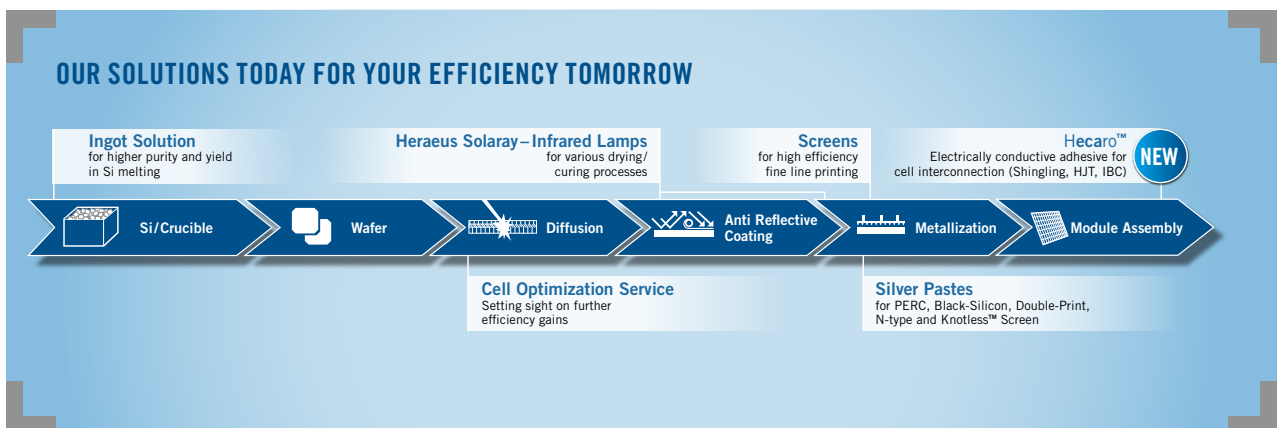 OUR SOLUTIONS TODAY FOR YOUR EFFICIENCY TOMORROW
Ingot Solution
for higher purity and yield
in Si melting
Heraeus Solaray–Infrared Lamps
for various drying/
curing processes
Screens
for high efficiency
fine line printing
Hecaro™
Electrically conductive adhesive for
cell interconnection (Shingling, HJT, IBC)
NEW
Si/Crucible
Wafer
Diffusion
Anti Reflective
Coating
Metallization
Module Assembly
Cell Optimization Service
Setting sight on further
efficiency gains
Silver Pastes
for PERC, Black-Silicon, Double-Print,
N-type and Knotless™ Screen